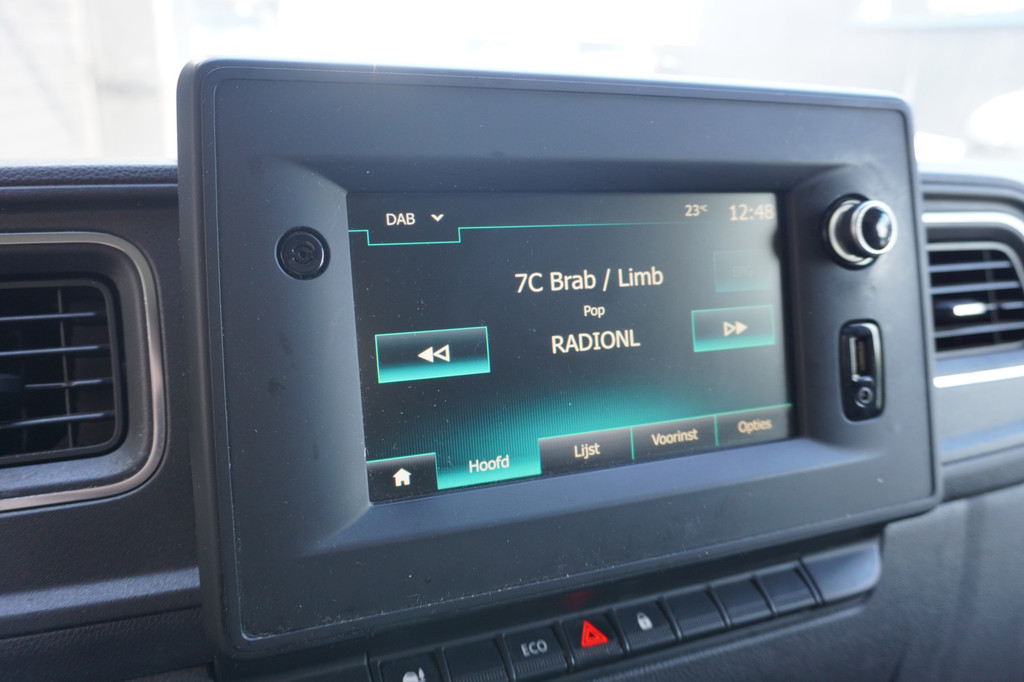 DAB
23°C
12:48
7C Brab / Limb
Pop
RADIONL
Hoofd
Lijst
Voorinst
Opties
ECO